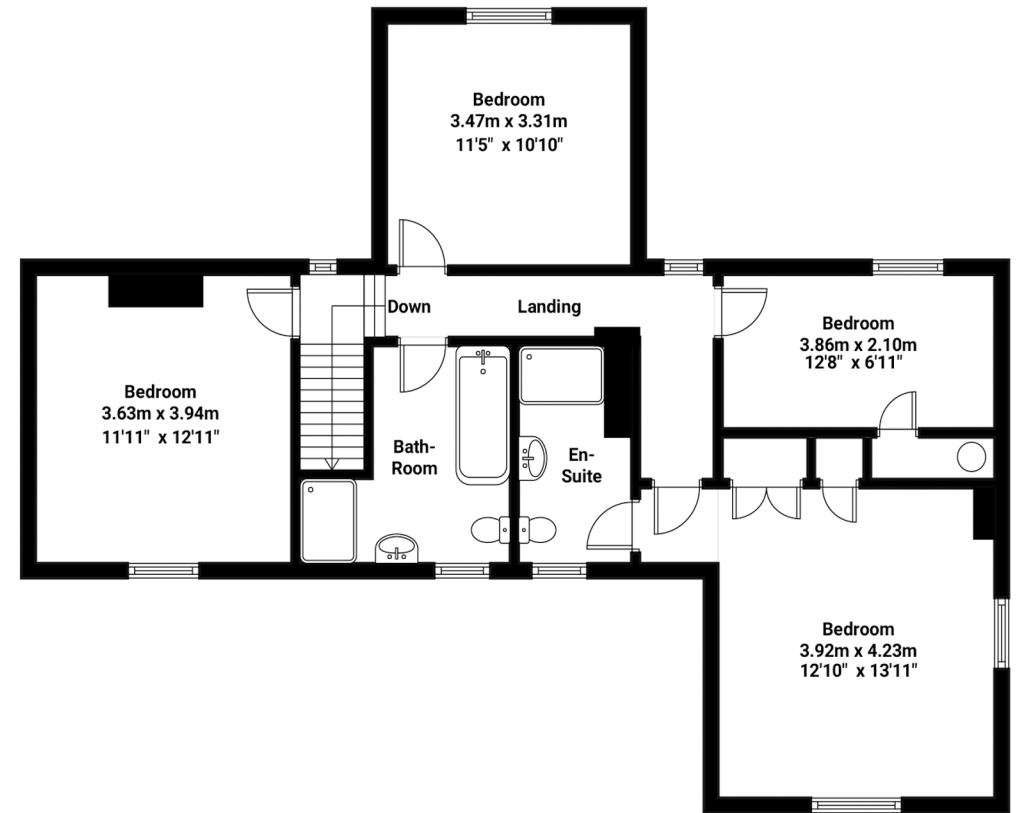 Bedroom
3.47m x 3.31m
11'5" x 10'10"
Down
Landing
Bedroom
3.86m x 2.10m
12'8" x 6'11"
Bedroom
3.63m x 3.94m
11'11" x 12'11"
Bath-
Room
En-
Suite
Bedroom
3.92m x 4.23m
12'10" x 13'11"